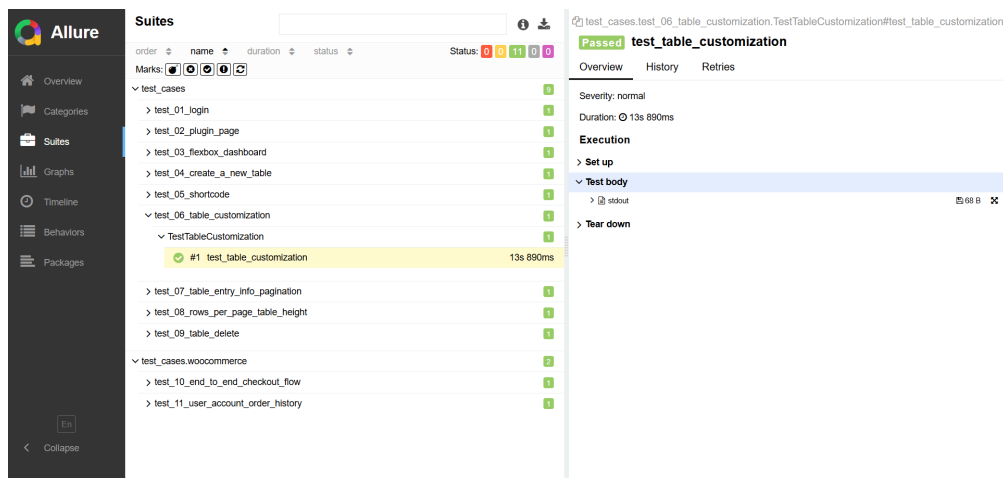 Allure
Overview
Categories
Suites
Graphs
Timeline
Behaviors
Packages
En
Collapse
Suites
order name duration status Status: 0 0 11 0 0
Marks:
test_cases 9
test_01_login 1
test_02_plugin_page 1
test_03_flexbox_dashboard 1
test_04_create_a_new_table 1
test_05_shortcode 1
test_06_table_customization 1
TestTableCustomization 1
#1 test_table_customization 13s 890ms
test_07_table_entry_info_pagination 1
test_08_rows_per_page_table_height 1
test_09_table_delete 1
test_cases.woocommerce 2
test_10_end_to_end_checkout_flow 1
test_11_user_account_order_history 1
test_cases.test_06_table_customization.TestTableCustomization#test_table_customization
Passed test_table_customization
Overview History Retries
Severity: normal
Duration: 13s 890ms
Execution
Set up
Test body
stdout 68 B
Tear down